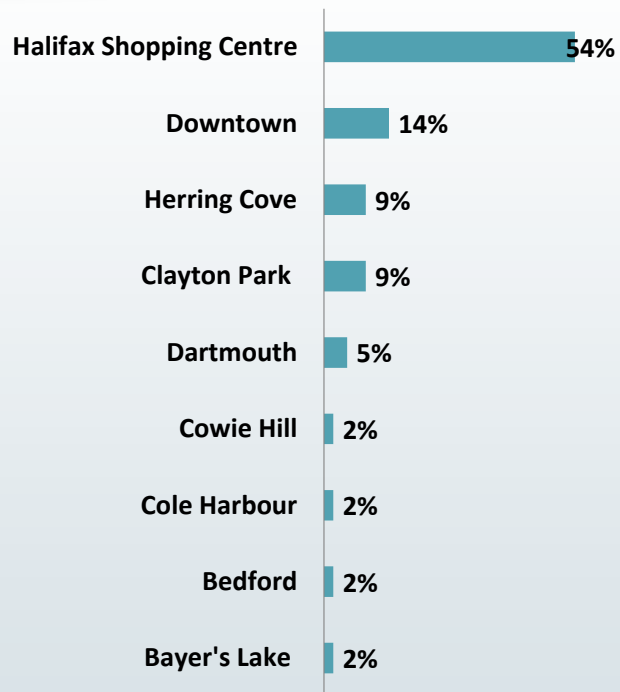 Halifax Shopping Centre 54%
Downtown 14%
Herring Cove 9%
Clayton Park 9%
Dartmouth 5%
Cowie Hill 2%
Cole Harbour 2%
Bedford 2%
Bayer's Lake 2%